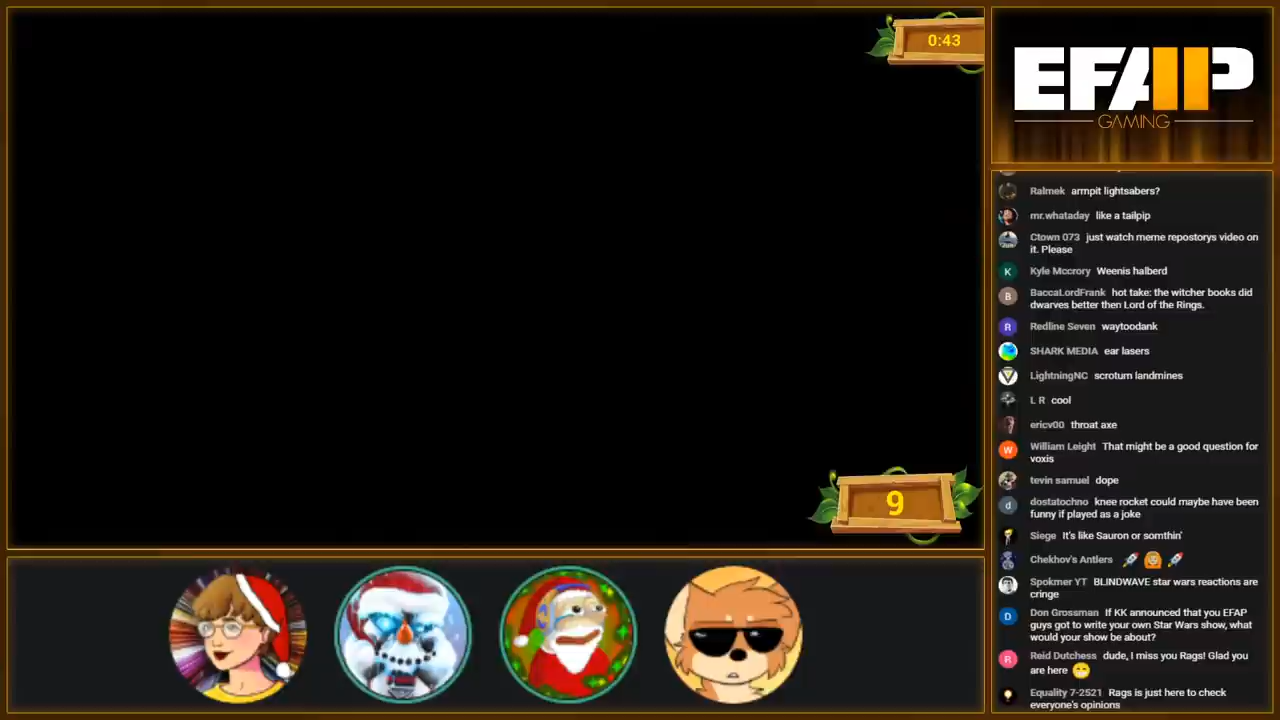 0:43
9
EFAP
GAMING
Ralmek armpit lightsabers?
mr.whataday like a tailpip
Ctown 073 just watch meme repostorys video on
it. Please
Kyle Mccrory Weenis halberd
BaccaLordFrank hot take: the witcher books did
dwarves better then Lord of the Rings.
Redline Seven waytoodank
SHARK MEDIA ear lasers
LightningNC scrotum landmines
L R cool
ericv00 throat axe
William Leight That might be a good question for
voxis
tevin samuel dope
dostatochno knee rocket could maybe have been
funny if played as a joke
Siege It's like Sauron or somthin'
Chekhov's Antlers
Spokmer YT BLINDWAVE star wars reactions are
cringe
Don Grossman If KK announced that you EFAP
guys got to write your own Star Wars show, what
would your show be about?
Reid Dutchess dude, I miss you Rags! Glad you
are here
Equality 7-2521 Rags is just here to check
everyone's opinions